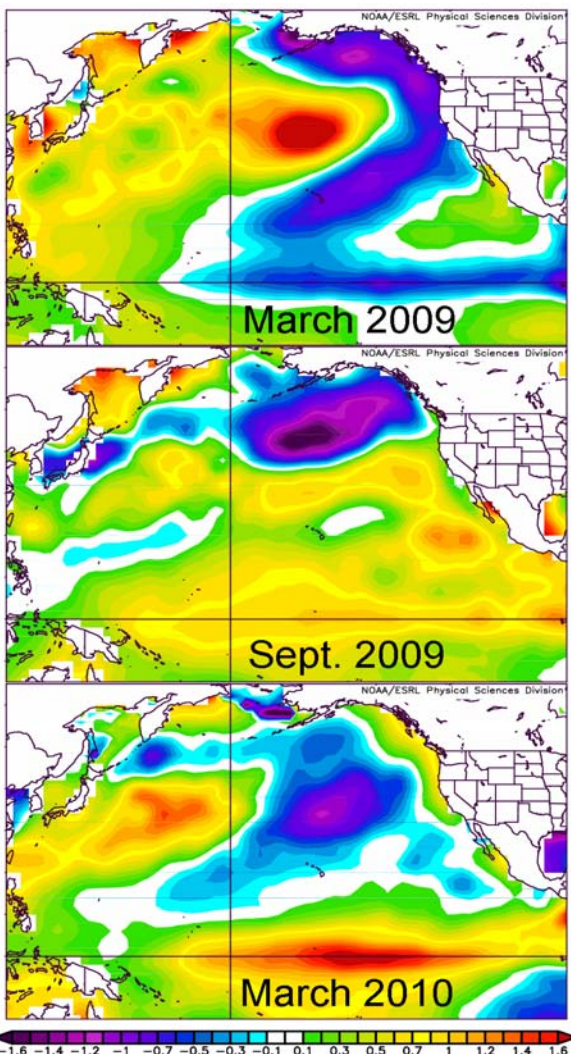 NOAA/ESRL Physical Sciences Division
March 2009
NOAA/ESRL Physical Sciences Division
Sept. 2009
NOAA/ESRL Physical Sciences Division
March 2010
-1.6 -1.4 -1.2 -1 -0.7 -0.5 -0.3 -0.1 0.1 0.3 0.5 0.7 1 1.2 1.4 1.6